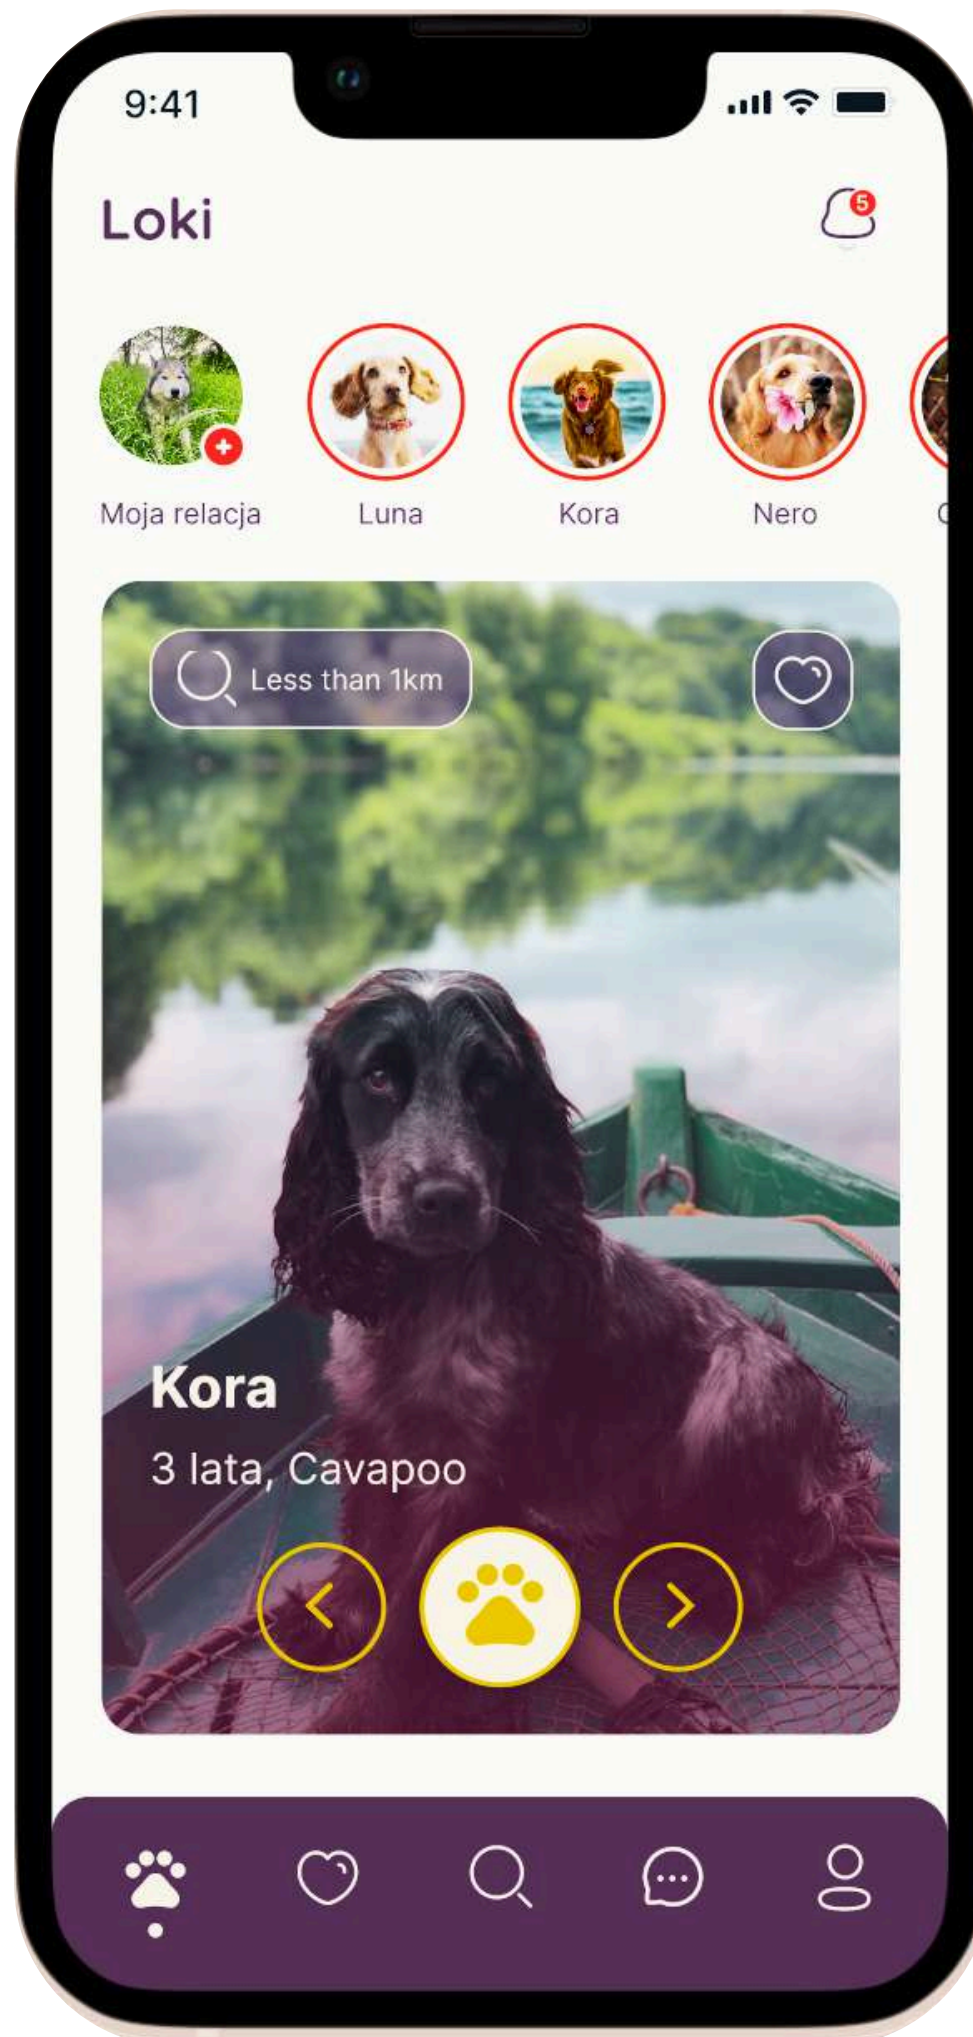 9:41
Loki
5
Moja relacja
Luna
Kora
Nero
Less than 1km
Kora
3 lata, Cavapoo